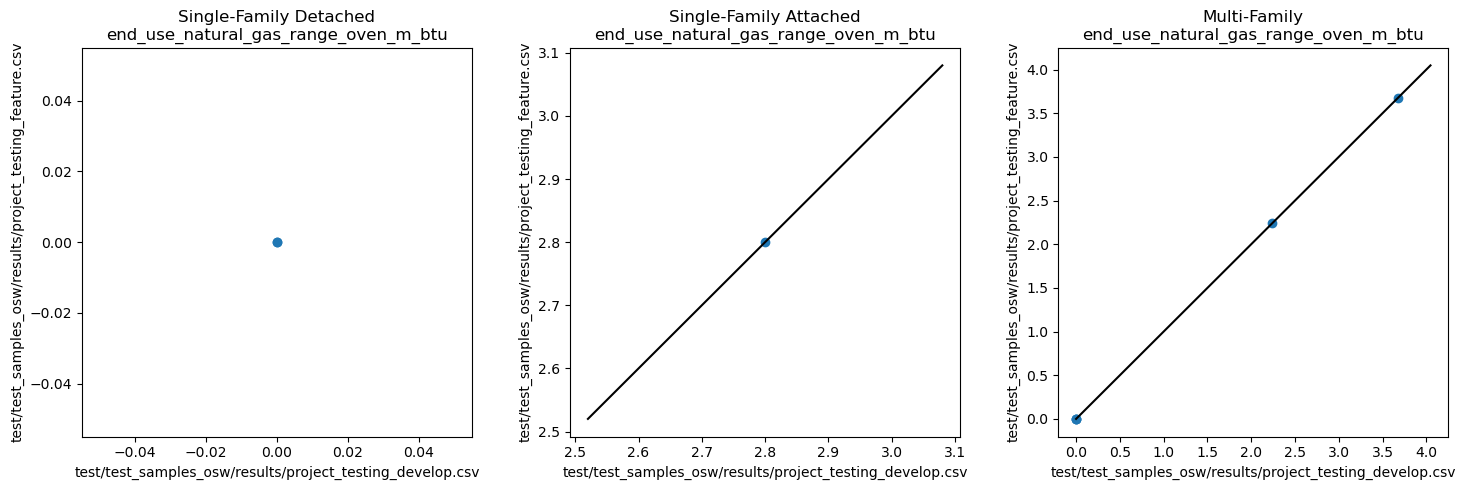 Single-Family Detached
end_use_natural_gas_range_oven_m_btu
test/test_samples_osw/results/project_testing_feature.csv
0.04
0.02
0.00
−0.02
−0.04
−0.04 −0.02 0.00 0.02 0.04
test/test_samples_osw/results/project_testing_develop.csv
Single-Family Attached
end_use_natural_gas_range_oven_m_btu
test/test_samples_osw/results/project_testing_feature.csv
3.1
3.0
2.9
2.8
2.7
2.6
2.5
2.5 2.6 2.7 2.8 2.9 3.0 3.1
test/test_samples_osw/results/project_testing_develop.csv
Multi-Family
end_use_natural_gas_range_oven_m_btu
test/test_samples_osw/results/project_testing_feature.csv
4.0
3.5
3.0
2.5
2.0
1.5
1.0
0.5
0.0
0.0 0.5 1.0 1.5 2.0 2.5 3.0 3.5 4.0
test/test_samples_osw/results/project_testing_develop.csv